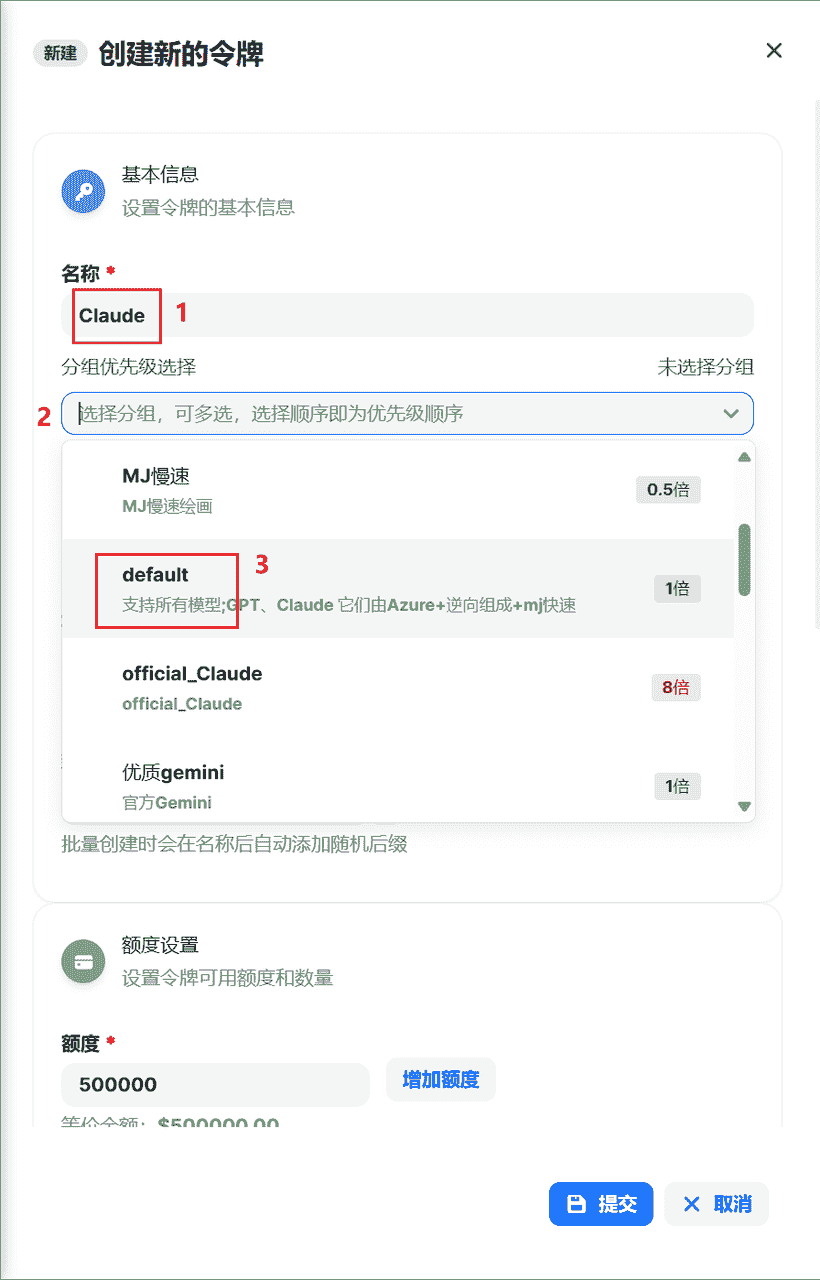 新建 创建新的令牌
基本信息
设置令牌的基本信息
名称 *
Claude 1
分组优先级选择 未选择分组
2 选择分组，可多选，选择顺序即为优先级顺序
MJ慢速
MJ慢速绘画
0.5倍
default 3
支持所有模型;GPT、Claude 它们由Azure+逆向组成+mj快速
1倍
official_Claude
official_Claude
8倍
优质gemini
官方Gemini
1倍
批量创建时会在名称后自动添加随机后缀
额度设置
设置令牌可用额度和数量
额度 *
500000 增加额度
等价金额：$500000.00
提交 取消